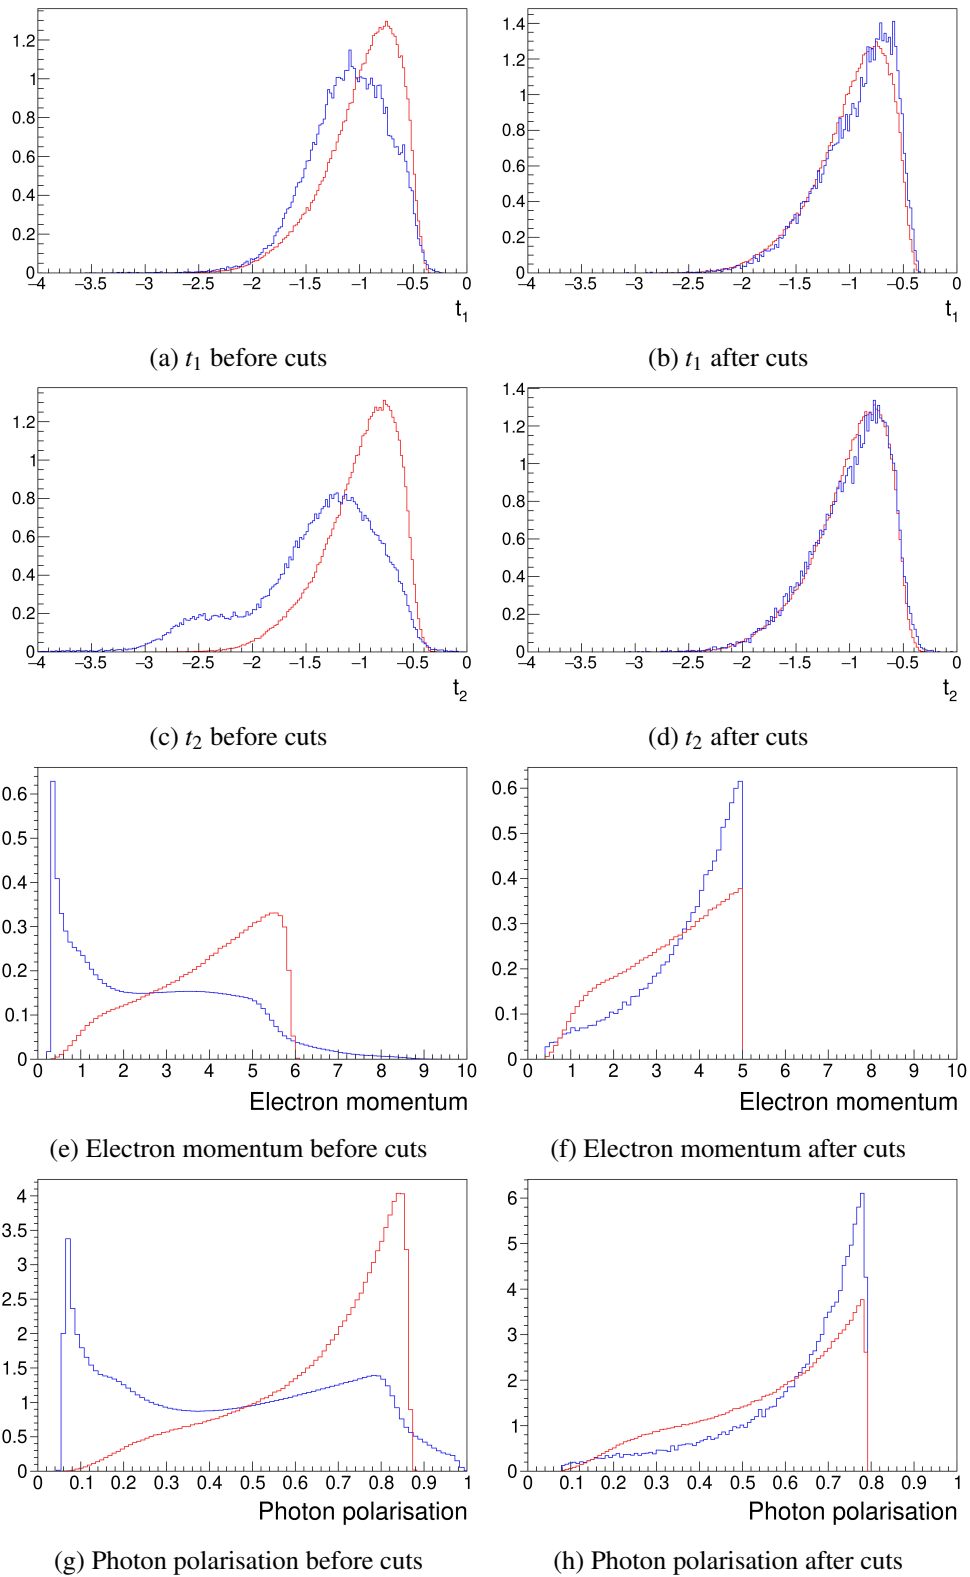 1.2
1
0.8
0.6
0.4
0.2
0
−4 −3.5 −3 −2.5 −2 −1.5 −1 −0.5 0
t1
(a) t1 before cuts
1.4
1.2
1
0.8
0.6
0.4
0.2
0
−4 −3.5 −3 −2.5 −2 −1.5 −1 −0.5 0
t1
(b) t1 after cuts
1.2
1
0.8
0.6
0.4
0.2
0
−4 −3.5 −3 −2.5 −2 −1.5 −1 −0.5 0
t2
(c) t2 before cuts
1.4
1.2
1
0.8
0.6
0.4
0.2
0
−4 −3.5 −3 −2.5 −2 −1.5 −1 −0.5 0
t2
(d) t2 after cuts
0.6
0.5
0.4
0.3
0.2
0.1
0
0 1 2 3 4 5 6 7 8 9 10
Electron momentum
(e) Electron momentum before cuts
0.6
0.5
0.4
0.3
0.2
0.1
0
0 1 2 3 4 5 6 7 8 9 10
Electron momentum
(f) Electron momentum after cuts
4
3.5
3
2.5
2
1.5
1
0.5
0
0 0.1 0.2 0.3 0.4 0.5 0.6 0.7 0.8 0.9 1
Photon polarisation
(g) Photon polarisation before cuts
6
5
4
3
2
1
0
0 0.1 0.2 0.3 0.4 0.5 0.6 0.7 0.8 0.9 1
Photon polarisation
(h) Photon polarisation after cuts